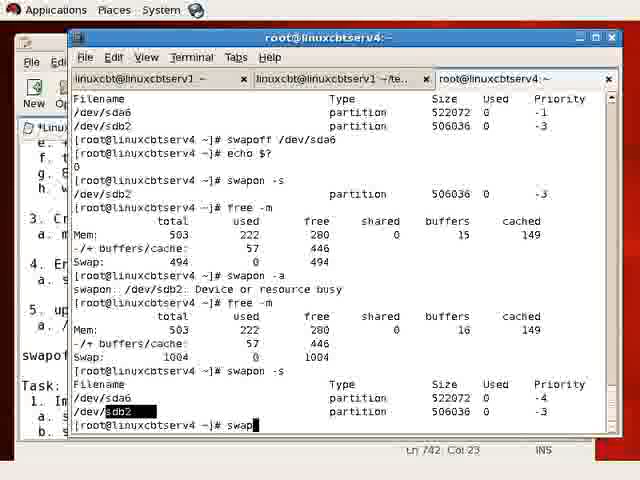 Applications Places System
root@linuxcbtserv4:~
File Edit View Terminal Tabs Help
linuxcbt@linuxcbtserv1 ~
linuxcbt@linuxcbtserv1 ~/te...
root@linuxcbtserv4:~
File
New
*Linux
Filename Type Size Used Priority
/dev/sda6 partition 522072 0 -1
/dev/sdb2 partition 506036 0 -3
[root@linuxcbtserv4 ~]# swapoff /dev/sda6
[root@linuxcbtserv4 ~]# echo $?
0
[root@linuxcbtserv4 ~]# swapon -s
/dev/sdb2 partition 506036 0 -3
[root@linuxcbtserv4 ~]# free -m
total used free shared buffers cached
Mem: 503 222 280 0 15 149
-/+ buffers/cache: 57 446
Swap: 494 0 494
[root@linuxcbtserv4 ~]# swapon -a
swapon: /dev/sdb2: Device or resource busy
[root@linuxcbtserv4 ~]# free -m
total used free shared buffers cached
Mem: 503 222 280 0 16 149
-/+ buffers/cache: 57 446
Swap: 1004 0 1004
[root@linuxcbtserv4 ~]# swapon -s
Filename Type Size Used Priority
/dev/sda6 partition 522072 0 -4
/dev/sdb2 partition 506036 0 -3
[root@linuxcbtserv4 ~]# swap
e.
f. t
g. 8
h. w
3. Cr
a. m
4. En
a. s
5. up
a. /
swapof
Task:
1. Im
a. s
b. s
Ln 742, Col 23 INS